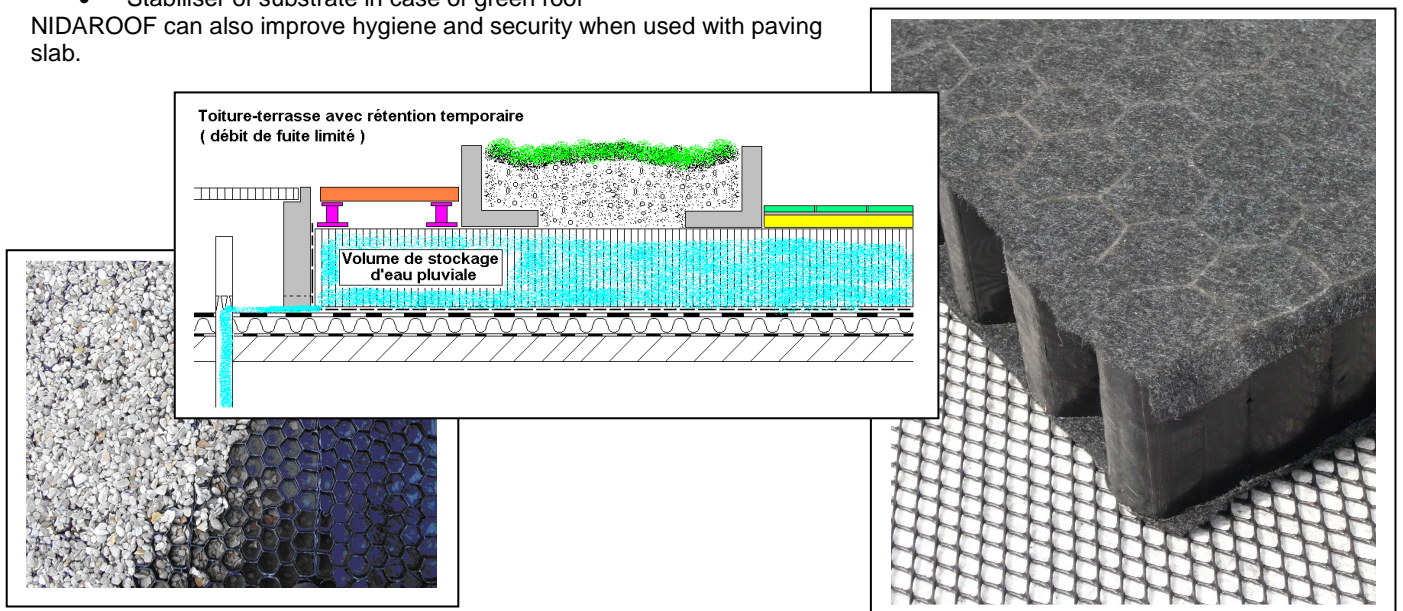 • Stabiliser of substrate in case of green roof
NIDAROOF can also improve hygiene and security when used with paving
slab.
Toiture-terrasse avec rétention temporaire
( débit de fuite limité )
Volume de stockage
d'eau pluviale